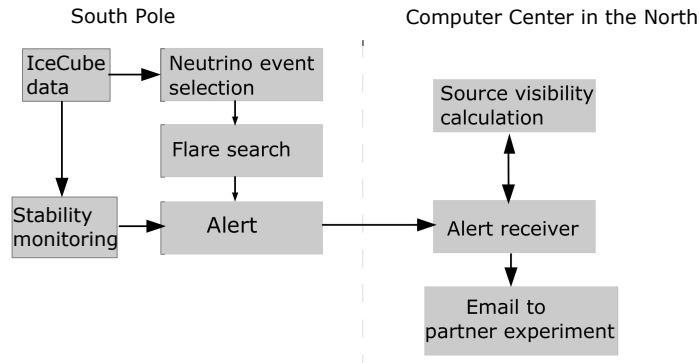 South Pole
Computer Center in the North
IceCube
data
Neutrino event
selection
Source visibility
calculation
Flare search
Stability
monitoring
Alert
Alert receiver
Email to
partner experiment